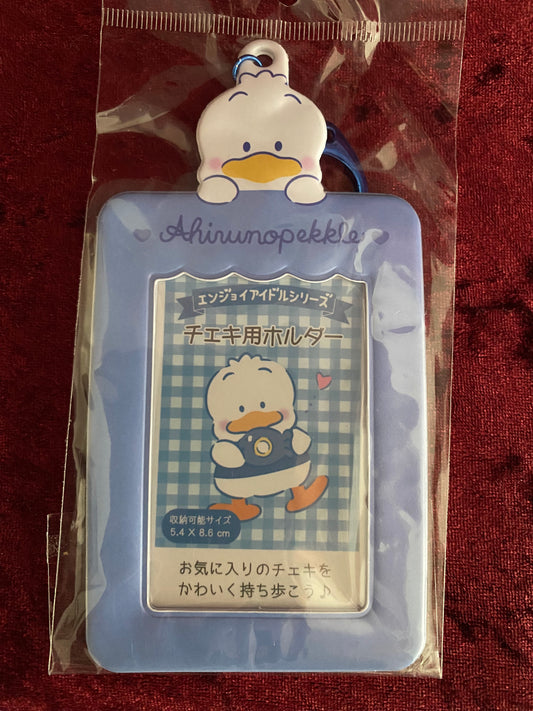 Ahirunopekkle
エンジョイアイドルシリーズ
チェキ用ホルダー
収納可能サイズ
5.4 X 8.6 cm
お気に入りのチェキを
かわいく持ち歩こう♪